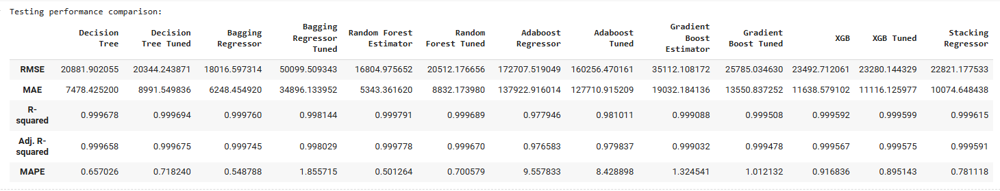 Testing performance comparison:
Decision Tree Decision Tree Tuned Bagging Regressor Bagging Regressor Tuned Random Forest Estimator Random Forest Tuned Adaboost Regressor Adaboost Tuned Gradient Boost Estimator Gradient Boost Tuned XGB XGB Tuned Stacking Regressor
RMSE 20881.902055 20344.243871 18016.597314 50099.509343 16804.975652 20512.176656 172707.519049 160256.470161 35112.108172 25785.034630 23492.712061 23280.144329 22821.177533
MAE 7478.425200 8991.549836 6248.454920 34896.133952 5343.361620 8832.173980 137922.916014 127710.915209 19032.184136 13550.837252 11638.579102 11116.125977 10074.648438
R-squared 0.999678 0.999694 0.999760 0.998144 0.999791 0.999689 0.977946 0.981011 0.999088 0.999508 0.999592 0.999599 0.999615
Adj. R-squared 0.999658 0.999675 0.999745 0.998029 0.999778 0.999670 0.976583 0.979837 0.999032 0.999478 0.999567 0.999575 0.999591
MAPE 0.657026 0.718240 0.548788 1.855715 0.501264 0.700579 9.557833 8.428898 1.324541 1.012132 0.916836 0.895143 0.781118